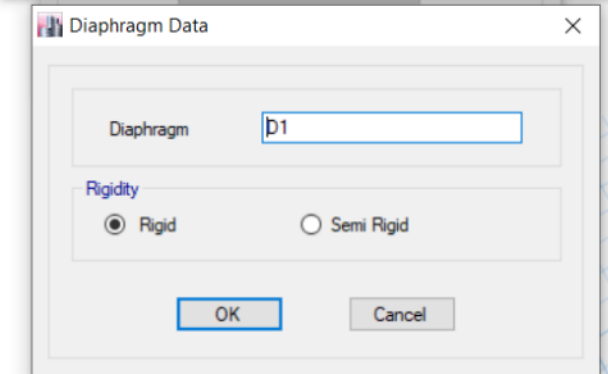 Diaphragm Data
Diaphragm
D1
Rigidity
Rigid
Semi Rigid
OK
Cancel